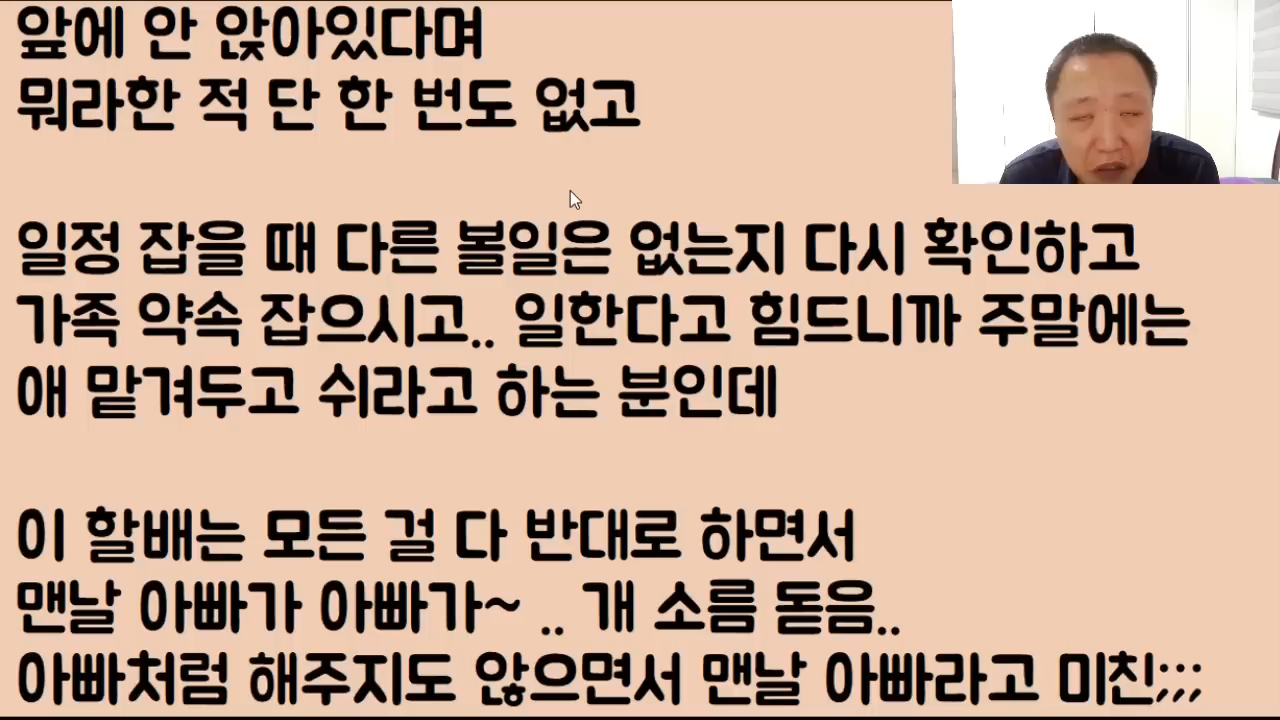 앞에 안 앉아있다며
뭐라한 적 단 한 번도 없고
일정 잡을 때 다른 볼일은 없는지 다시 확인하고
가족 약속 잡으시고.. 일한다고 힘드니까 주말에는
애 맡겨두고 쉬라고 하는 분인데
이 할배는 모든 걸 다 반대로 하면서
맨날 아빠가 아빠가~ .. 개 소름 돋음..
아빠처럼 해주지도 않으면서 맨날 아빠라고 미친;;;